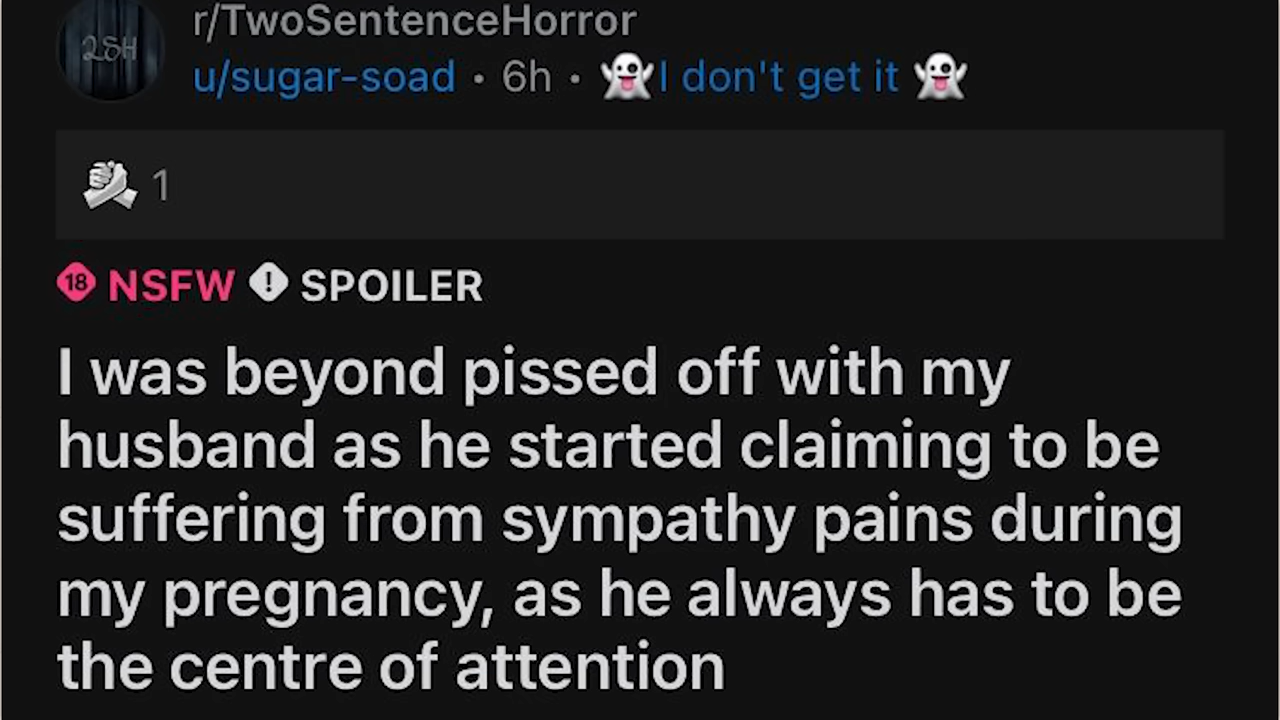 r/TwoSentenceHorror
2SH
u/sugar-soad • 6h • 👻I don't get it 👻
1
18 NSFW ! SPOILER
I was beyond pissed off with my
husband as he started claiming to be
suffering from sympathy pains during
my pregnancy, as he always has to be
the centre of attention